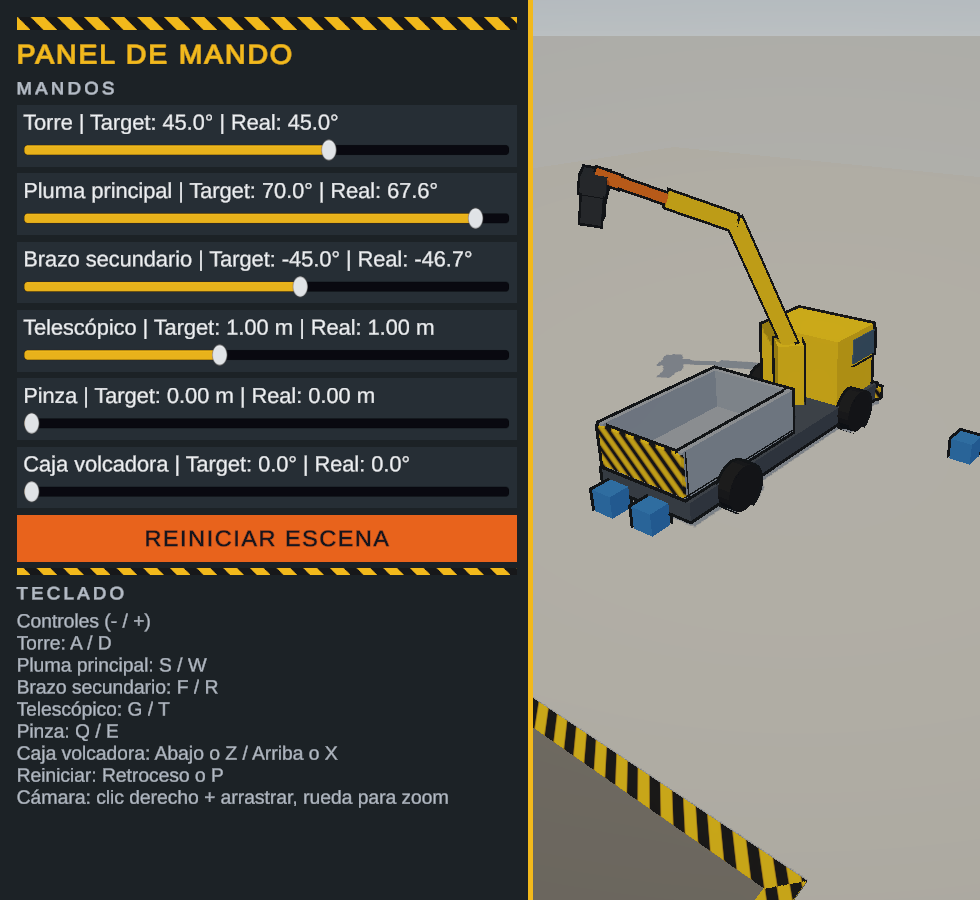 PANEL DE MANDO
MANDOS
Torre | Target: 45.0° | Real: 45.0°
Pluma principal | Target: 70.0° | Real: 67.6°
Brazo secundario | Target: -45.0° | Real: -46.7°
Telescópico | Target: 1.00 m | Real: 1.00 m
Pinza | Target: 0.00 m | Real: 0.00 m
Caja volcadora | Target: 0.0° | Real: 0.0°
REINICIAR ESCENA
TECLADO
Controles (- / +)
Torre: A / D
Pluma principal: S / W
Brazo secundario: F / R
Telescópico: G / T
Pinza: Q / E
Caja volcadora: Abajo o Z / Arriba o X
Reiniciar: Retroceso o P
Cámara: clic derecho + arrastrar, rueda para zoom